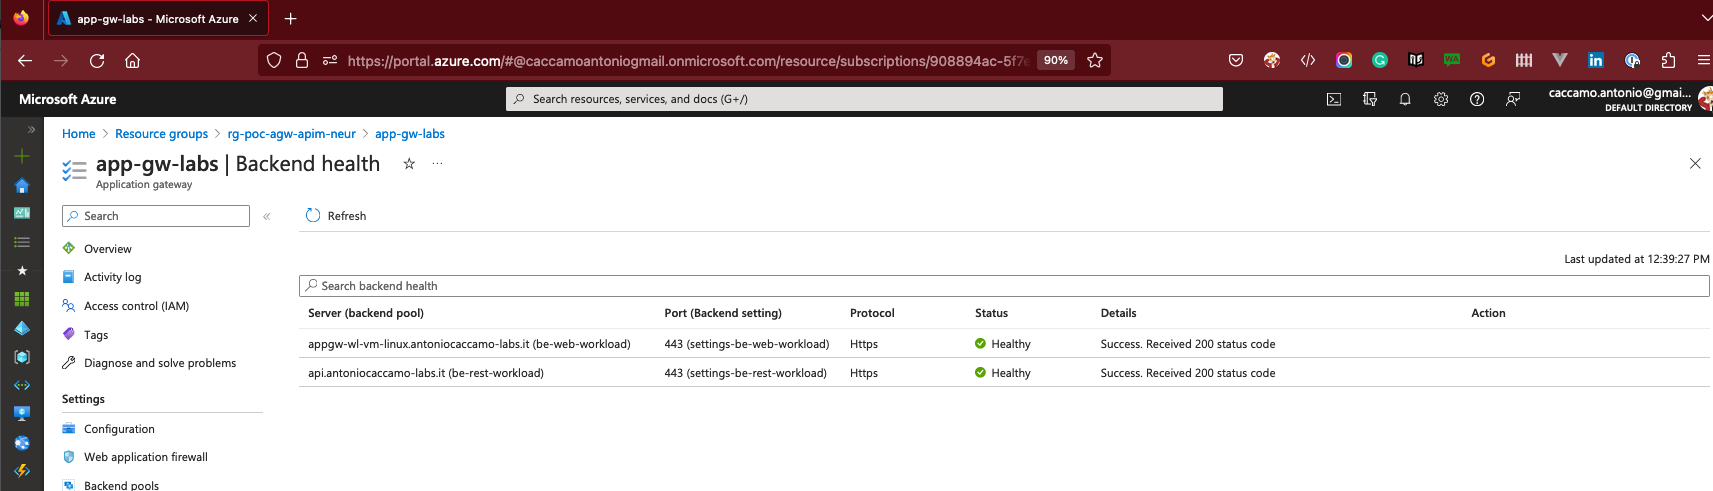 app-gw-labs - Microsoft Azure
https://portal.azure.com/#@caccamoantoniogmail.onmicrosoft.com/resource/subscriptions/908894ac-5f7e
90%
Microsoft Azure
Search resources, services, and docs (G+/)
caccamo.antonio@gmai...
DEFAULT DIRECTORY
Home > Resource groups > rg-poc-agw-apim-neur > app-gw-labs
app-gw-labs | Backend health
Application gateway
Search
Refresh
Overview
Activity log
Access control (IAM)
Tags
Diagnose and solve problems
Settings
Configuration
Web application firewall
Backend pools
Last updated at 12:39:27 PM
Search backend health
Server (backend pool) Port (Backend setting) Protocol Status Details Action
appgw-wl-vm-linux.antoniocaccamo-labs.it (be-web-workload) 443 (settings-be-web-workload) Https Healthy Success. Received 200 status code
api.antoniocaccamo-labs.it (be-rest-workload) 443 (settings-be-rest-workload) Https Healthy Success. Received 200 status code